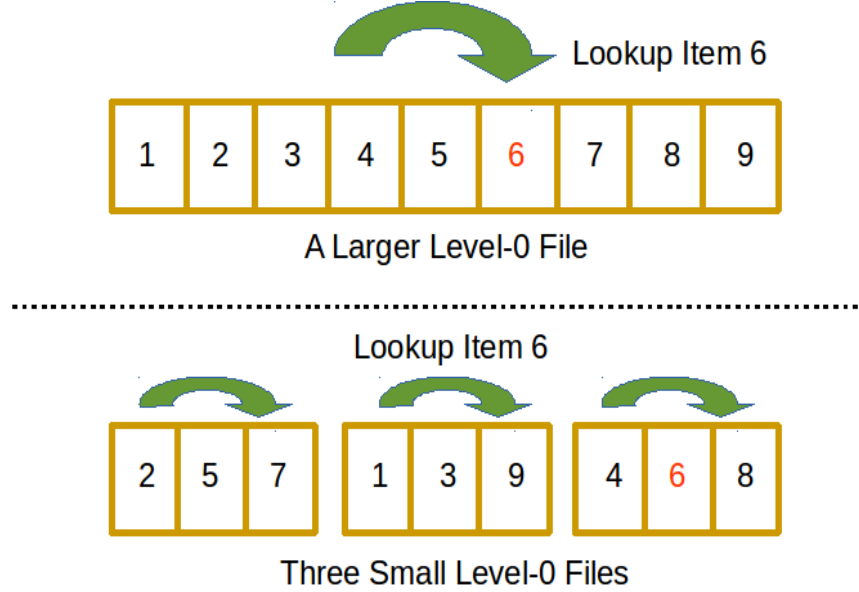 Lookup Item 6
1 2 3 4 5 6 7 8 9
A Larger Level-0 File
Lookup Item 6
2 5 7 1 3 9 4 6 8
Three Small Level-0 Files